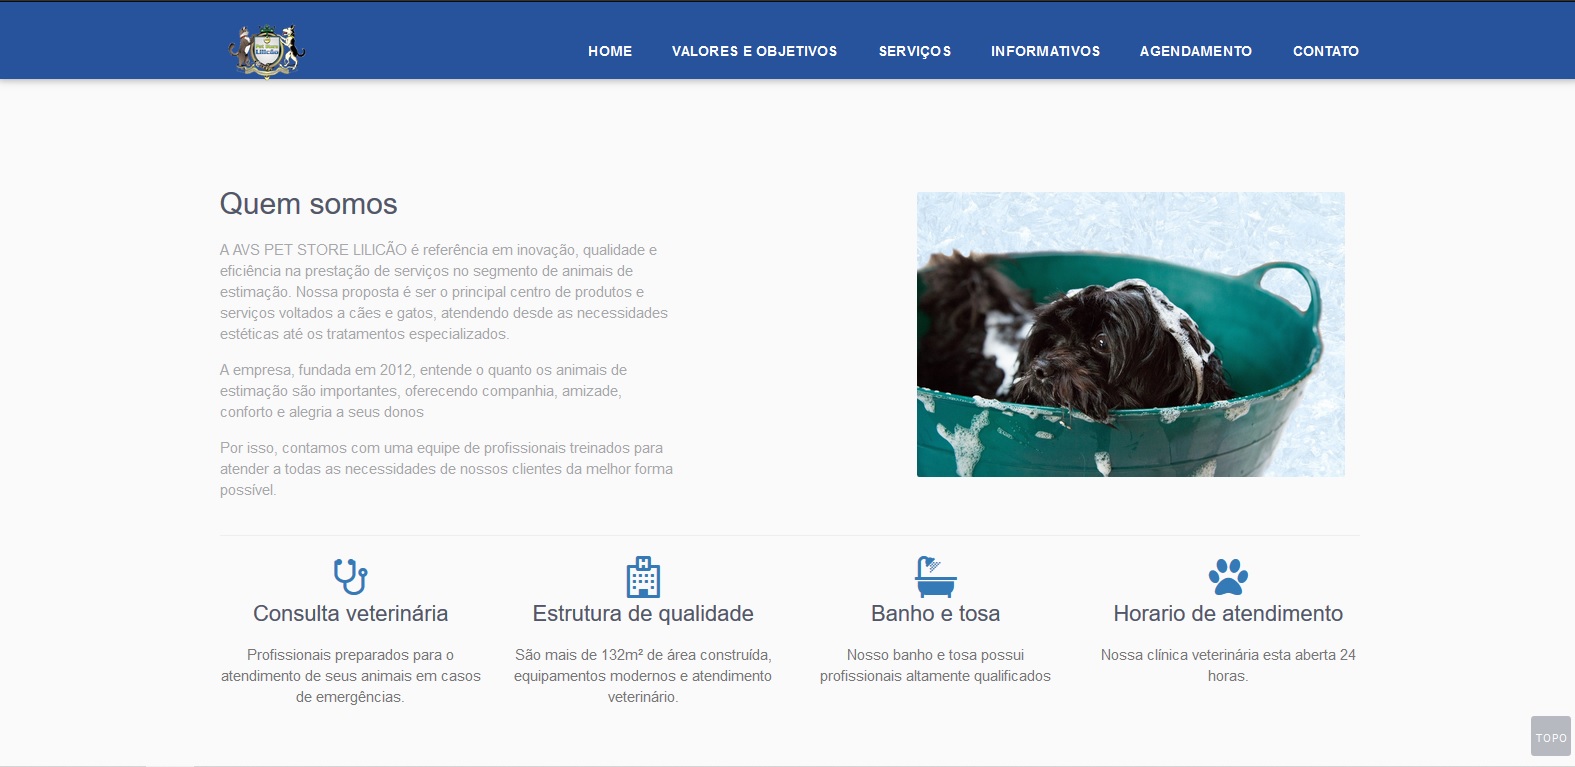 Pet Store
Lilicão
HOME VALORES E OBJETIVOS SERVIÇOS INFORMATIVOS AGENDAMENTO CONTATO
Quem somos
A AVS PET STORE LILICÃO é referência em inovação, qualidade e
eficiência na prestação de serviços no segmento de animais de
estimação. Nossa proposta é ser o principal centro de produtos e
serviços voltados a cães e gatos, atendendo desde as necessidades
estéticas até os tratamentos especializados.
A empresa, fundada em 2012, entende o quanto os animais de
estimação são importantes, oferecendo companhia, amizade,
conforto e alegria a seus donos
Por isso, contamos com uma equipe de profissionais treinados para
atender a todas as necessidades de nossos clientes da melhor forma
possível.
Consulta veterinária
Profissionais preparados para o
atendimento de seus animais em casos
de emergências.
Estrutura de qualidade
São mais de 132m² de área construída,
equipamentos modernos e atendimento
veterinário.
Banho e tosa
Nosso banho e tosa possui
profissionais altamente qualificados
Horario de atendimento
Nossa clínica veterinária esta aberta 24
horas.
TOPO